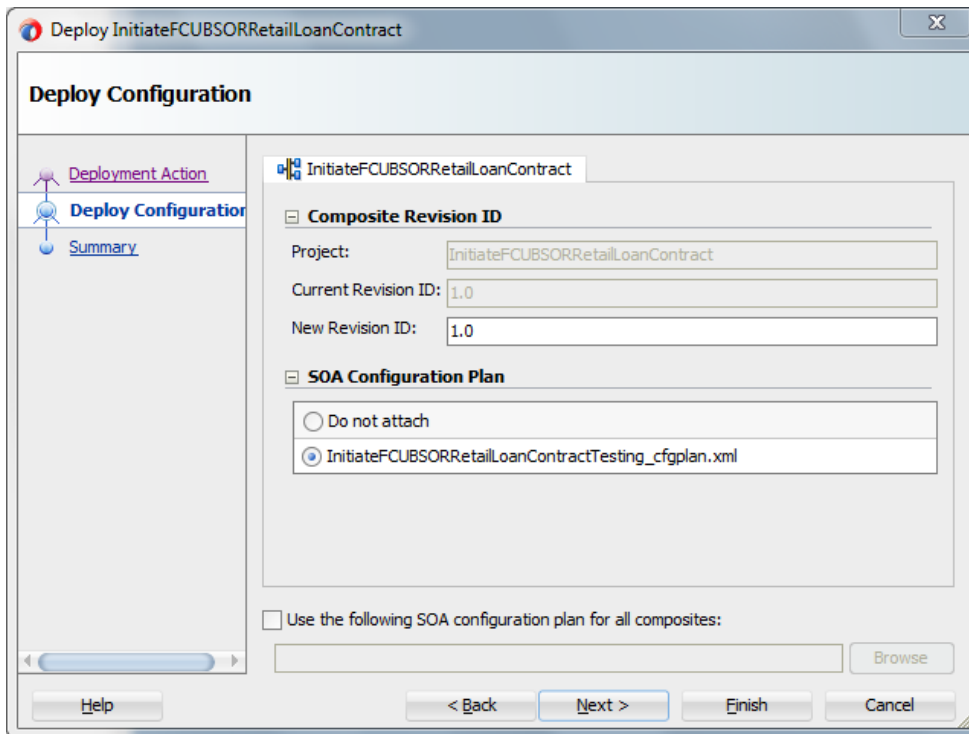 Deploy InitiateFCUBSORRetailLoanContract
Deploy Configuration
Deployment Action
Deploy Configuration
Summary
InitiateFCUBSORRetailLoanContract
Composite Revision ID
Project: InitiateFCUBSORRetailLoanContract
Current Revision ID: 1.0
New Revision ID: 1.0
SOA Configuration Plan
Do not attach
InitiateFCUBSORRetailLoanContractTesting_cfgplan.xml
Use the following SOA configuration plan for all composites:
Browse
Help < Back Next > Finish Cancel